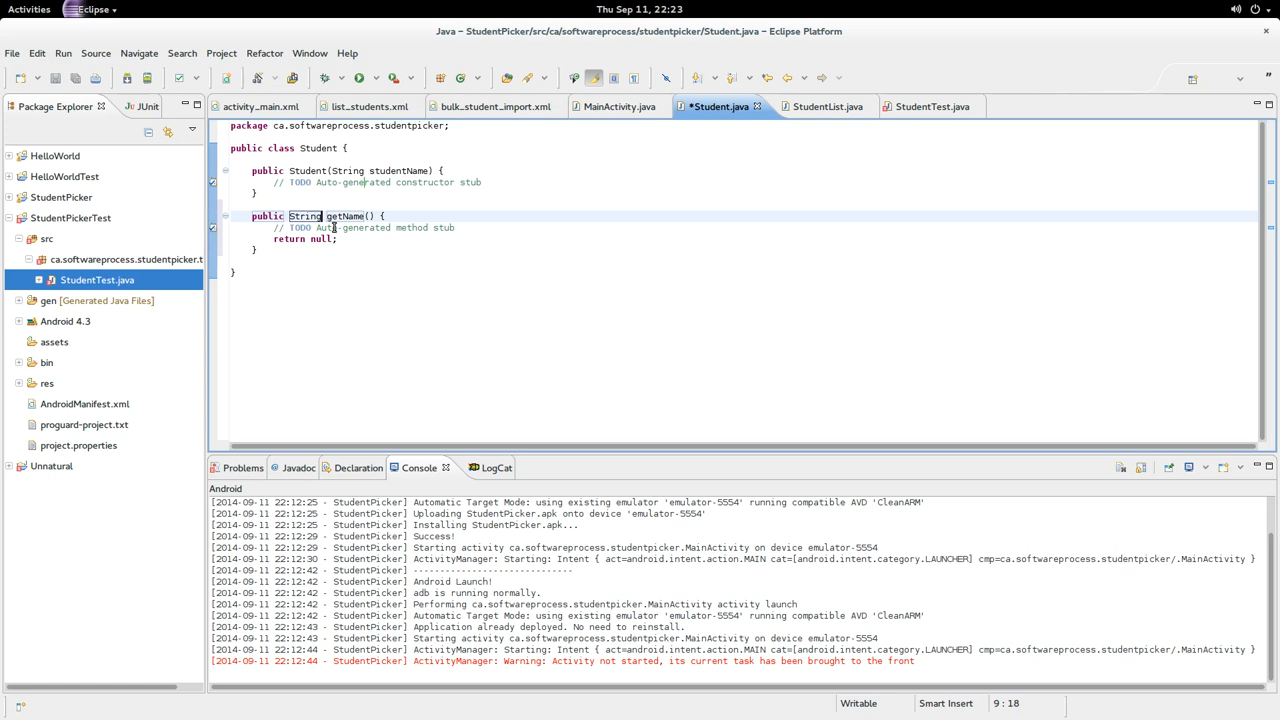 Activities
Eclipse
Thu Sep 11, 22:23
Java – StudentPicker/src/ca/softwareprocess/studentpicker/Student.java – Eclipse Platform
File Edit Run Source Navigate Search Project Refactor Window Help
Package Explorer
JUnit
activity_main.xml
list_students.xml
bulk_student_import.xml
MainActivity.java
*Student.java
StudentList.java
StudentTest.java
HelloWorld
HelloWorldTest
StudentPicker
StudentPickerTest
src
ca.softwareprocess.studentpicker.t
StudentTest.java
gen [Generated Java Files]
Android 4.3
assets
bin
res
AndroidManifest.xml
proguard-project.txt
project.properties
Unnatural
package ca.softwareprocess.studentpicker;
public class Student {
public Student(String studentName) {
// TODO Auto-generated constructor stub
}
public String getName() {
// TODO Auto-generated method stub
return null;
}
}
Problems
Javadoc
Declaration
Console
LogCat
Android
[2014-09-11 22:12:25 - StudentPicker] Automatic Target Mode: using existing emulator 'emulator-5554' running compatible AVD 'CleanARM'
[2014-09-11 22:12:25 - StudentPicker] Uploading StudentPicker.apk onto device 'emulator-5554'
[2014-09-11 22:12:25 - StudentPicker] Installing StudentPicker.apk...
[2014-09-11 22:12:29 - StudentPicker] Success!
[2014-09-11 22:12:29 - StudentPicker] Starting activity ca.softwareprocess.studentpicker.MainActivity on device emulator-5554
[2014-09-11 22:12:30 - StudentPicker] ActivityManager: Starting: Intent { act=android.intent.action.MAIN cat=[android.intent.category.LAUNCHER] cmp=ca.softwareprocess.studentpicker/.MainActivity }
[2014-09-11 22:12:42 - StudentPicker] ------------------------------
[2014-09-11 22:12:42 - StudentPicker] Android Launch!
[2014-09-11 22:12:42 - StudentPicker] adb is running normally.
[2014-09-11 22:12:42 - StudentPicker] Performing ca.softwareprocess.studentpicker.MainActivity activity launch
[2014-09-11 22:12:42 - StudentPicker] Automatic Target Mode: using existing emulator 'emulator-5554' running compatible AVD 'CleanARM'
[2014-09-11 22:12:43 - StudentPicker] Application already deployed. No need to reinstall.
[2014-09-11 22:12:43 - StudentPicker] Starting activity ca.softwareprocess.studentpicker.MainActivity on device emulator-5554
[2014-09-11 22:12:44 - StudentPicker] ActivityManager: Starting: Intent { act=android.intent.action.MAIN cat=[android.intent.category.LAUNCHER] cmp=ca.softwareprocess.studentpicker/.MainActivity }
[2014-09-11 22:12:44 - StudentPicker] ActivityManager: Warning: Activity not started, its current task has been brought to the front
Writable
Smart Insert
9 : 18